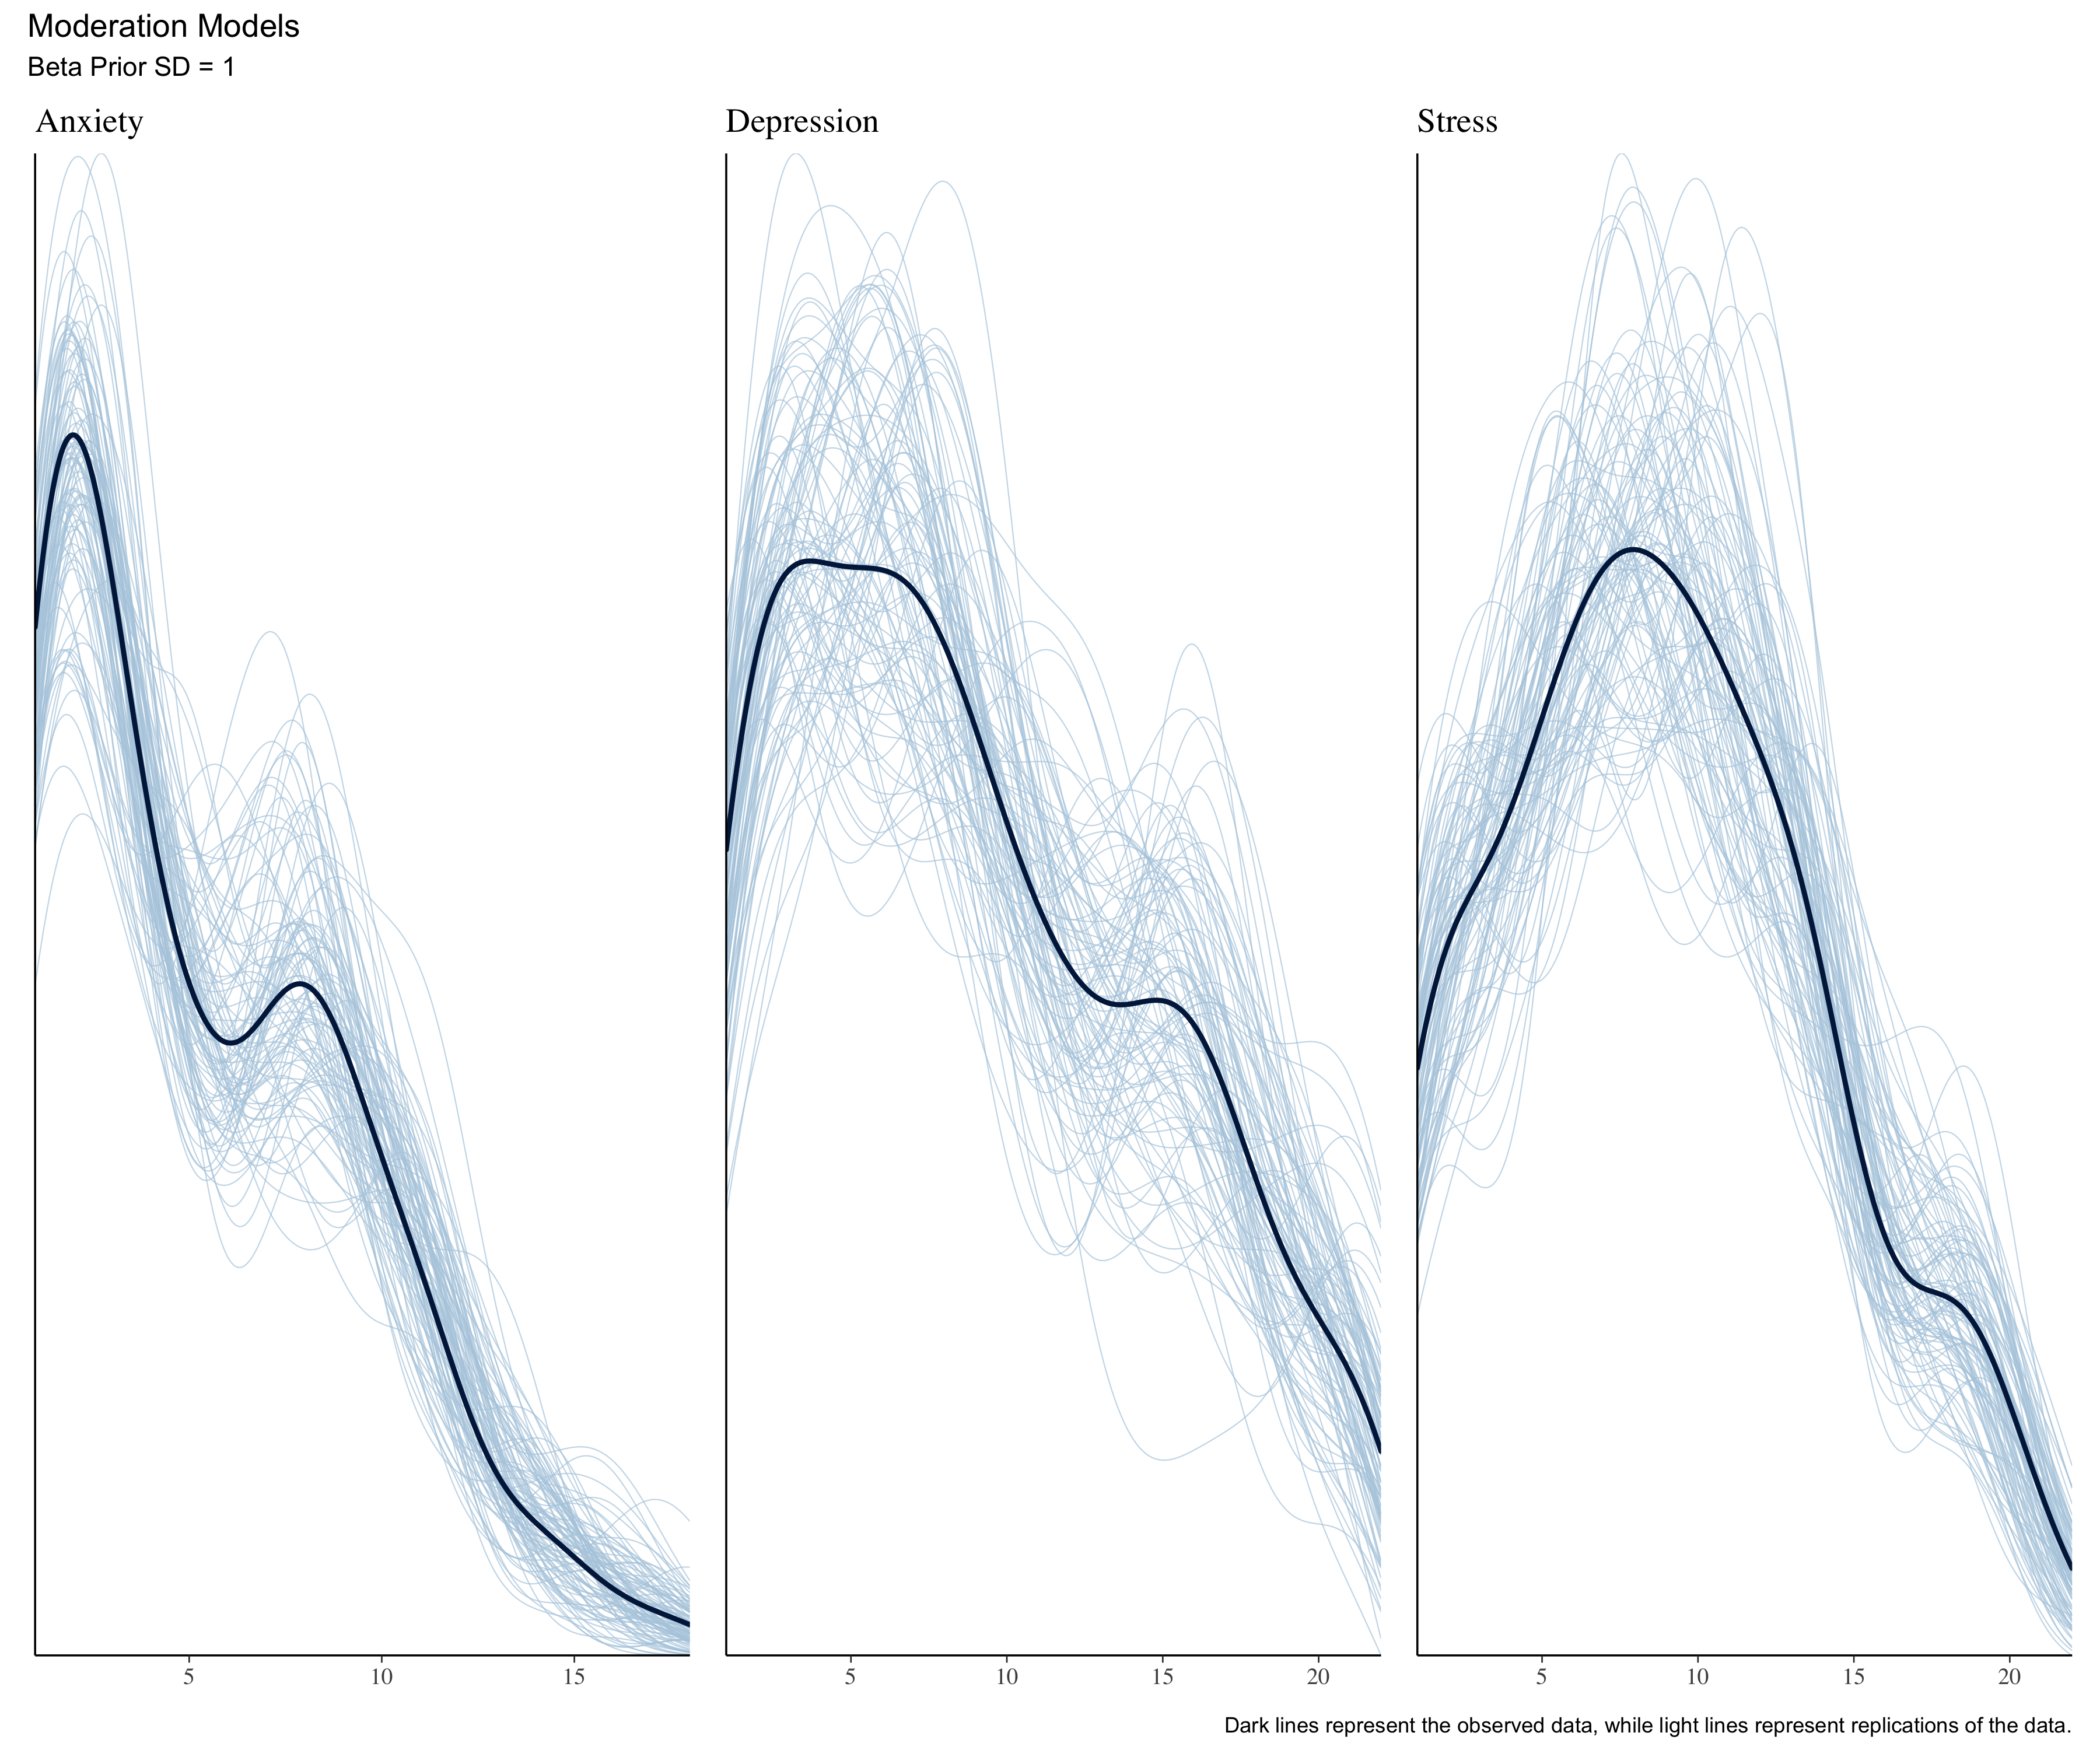 Moderation Models
Beta Prior SD = 1
Anxiety
Depression
Stress
5 10 15
5 10 15 20
5 10 15 20
Dark lines represent the observed data, while light lines represent replications of the data.